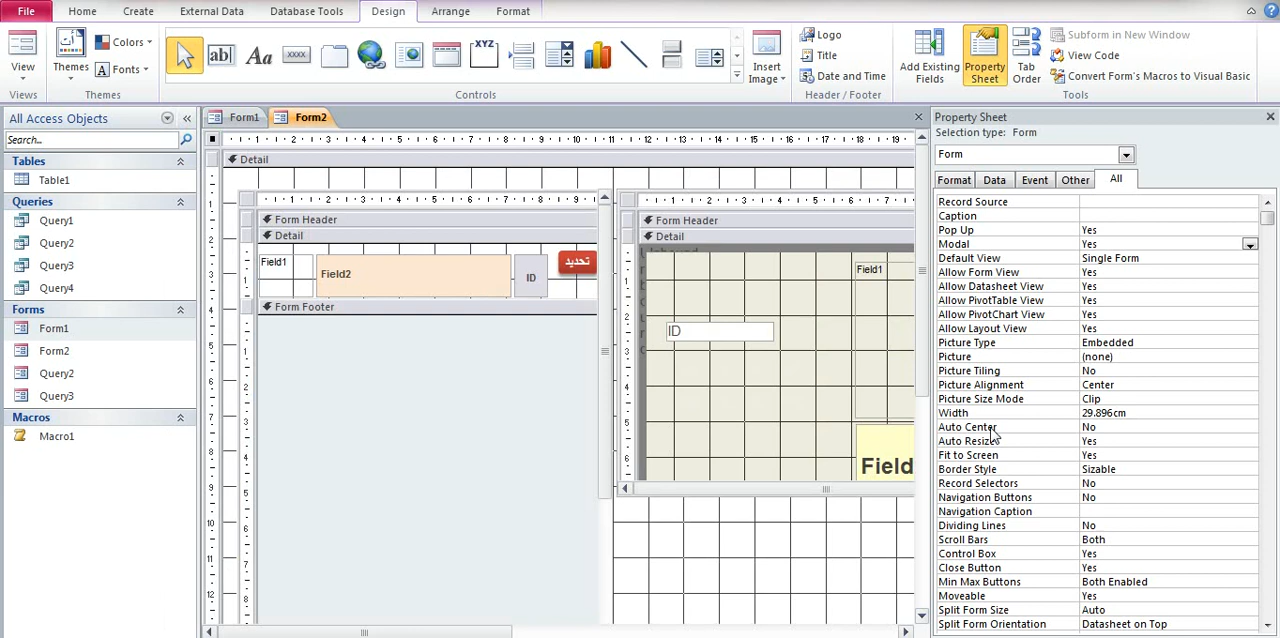 File Home Create External Data Database Tools Design Arrange Format
View
Views
Themes
Colors
Fonts
Themes
Aa
XXXX
XYZ
Controls
Insert Image
Logo
Title
Date and Time
Header / Footer
Add Existing Fields
Property Sheet
Tab Order
Subform in New Window
View Code
Convert Form's Macros to Visual Basic
Tools
All Access Objects
Search...
Tables
Table1
Queries
Query1
Query2
Query3
Query4
Forms
Form1
Form2
Query2
Query3
Macros
Macro1
Form1 Form2
Detail
Form Header
Detail
Field1
Field2
ID
تحديد
Form Footer
Form Header
Detail
Field1
ID
Field
Property Sheet
Selection type: Form
Form
Format Data Event Other All
Record Source
Caption
Pop Up Yes
Modal Yes
Default View Single Form
Allow Form View Yes
Allow Datasheet View Yes
Allow PivotTable View Yes
Allow PivotChart View Yes
Allow Layout View Yes
Picture Type Embedded
Picture (none)
Picture Tiling No
Picture Alignment Center
Picture Size Mode Clip
Width 29.896cm
Auto Center No
Auto Resize Yes
Fit to Screen Yes
Border Style Sizable
Record Selectors No
Navigation Buttons No
Navigation Caption
Dividing Lines No
Scroll Bars Both
Control Box Yes
Close Button Yes
Min Max Buttons Both Enabled
Moveable Yes
Split Form Size Auto
Split Form Orientation Datasheet on Top